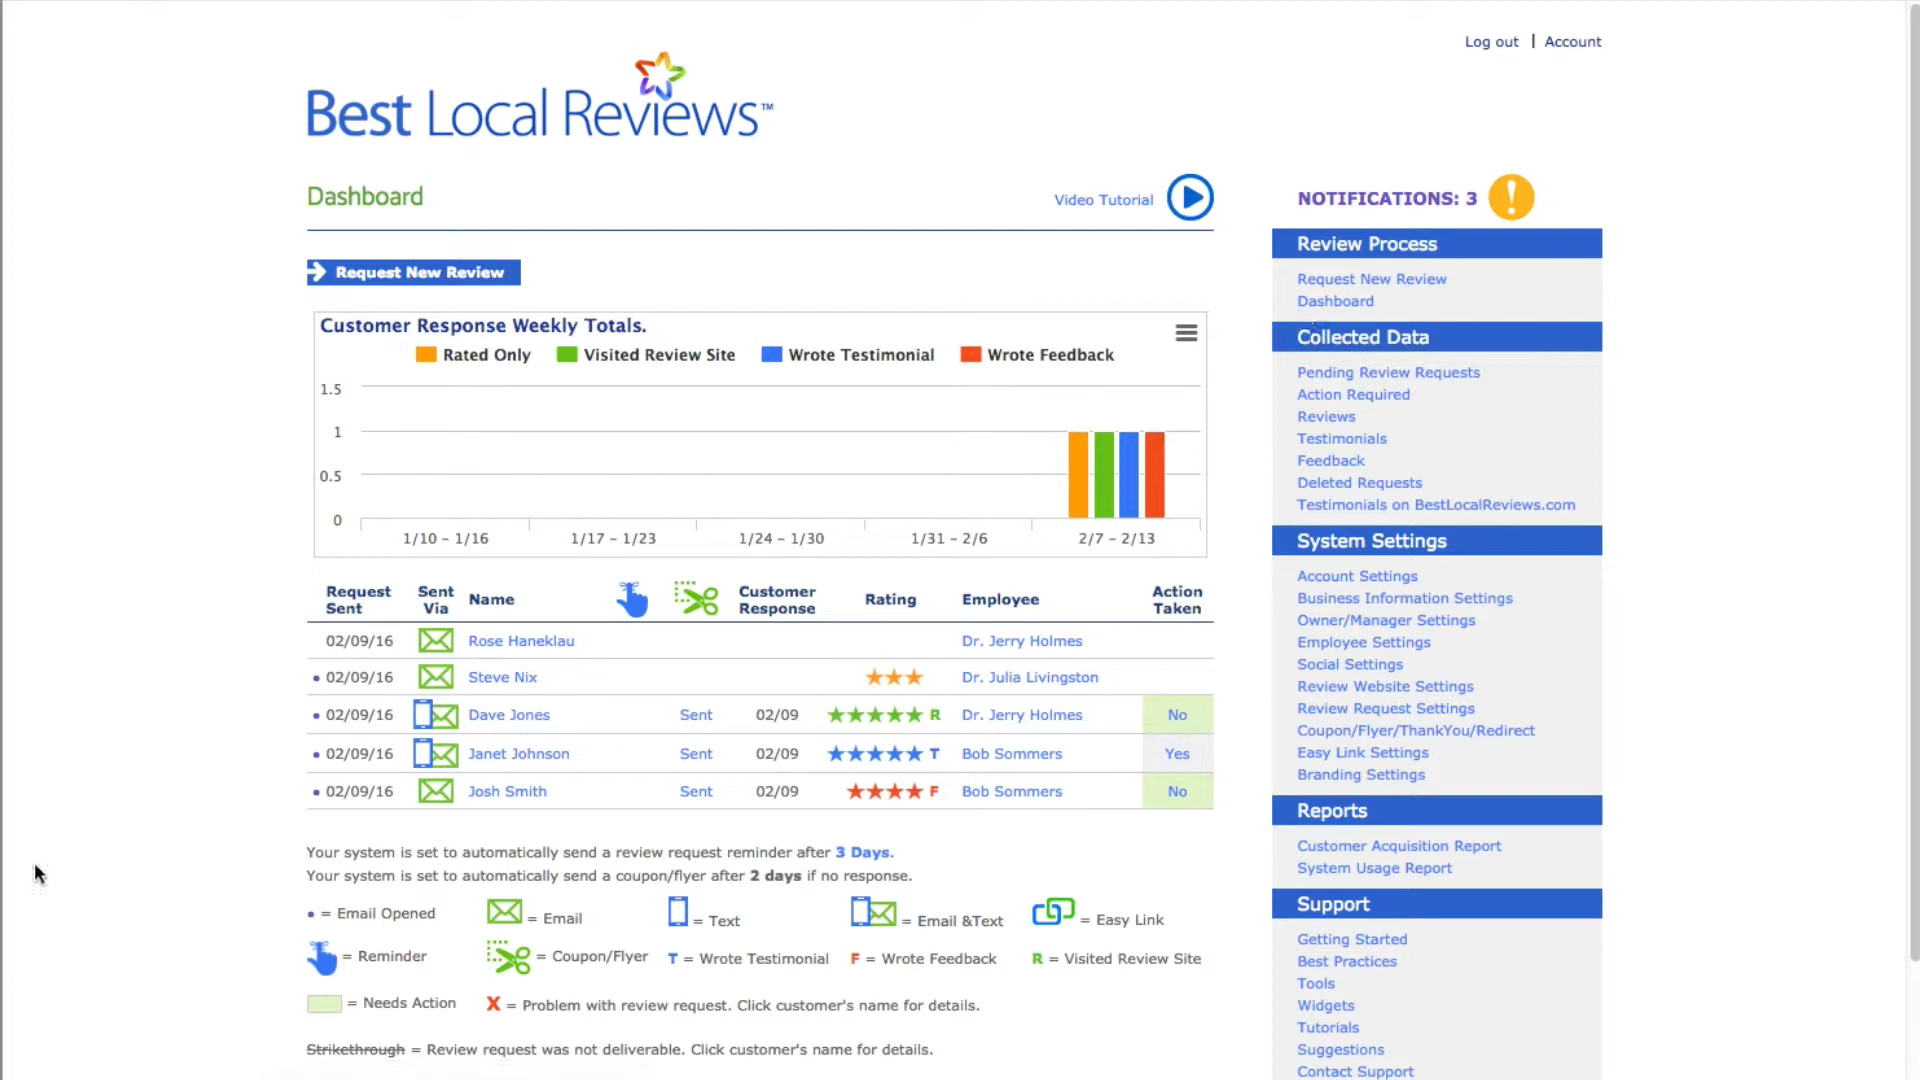 Log out | Account
Best Local Reviews™
Dashboard
Video Tutorial
Request New Review
Customer Response Weekly Totals.
Rated Only Visited Review Site Wrote Testimonial Wrote Feedback
1.5
1
0.5
0
1/10 – 1/16 1/17 – 1/23 1/24 – 1/30 1/31 – 2/6 2/7 – 2/13
Request Sent Sent Via Name Customer Response Rating Employee Action Taken
02/09/16 Rose Haneklau Dr. Jerry Holmes
• 02/09/16 Steve Nix ★★★ Dr. Julia Livingston
• 02/09/16 Dave Jones Sent 02/09 ★★★★★ R Dr. Jerry Holmes No
• 02/09/16 Janet Johnson Sent 02/09 ★★★★★ T Bob Sommers Yes
• 02/09/16 Josh Smith Sent 02/09 ★★★★ F Bob Sommers No
Your system is set to automatically send a review request reminder after 3 Days.
Your system is set to automatically send a coupon/flyer after 2 days if no response.
• = Email Opened = Email = Text = Email &Text = Easy Link
= Reminder = Coupon/Flyer T = Wrote Testimonial F = Wrote Feedback R = Visited Review Site
= Needs Action X = Problem with review request. Click customer's name for details.
Strikethrough = Review request was not deliverable. Click customer's name for details.
NOTIFICATIONS: 3 !
Review Process
Request New Review
Dashboard
Collected Data
Pending Review Requests
Action Required
Reviews
Testimonials
Feedback
Deleted Requests
Testimonials on BestLocalReviews.com
System Settings
Account Settings
Business Information Settings
Owner/Manager Settings
Employee Settings
Social Settings
Review Website Settings
Review Request Settings
Coupon/Flyer/ThankYou/Redirect
Easy Link Settings
Branding Settings
Reports
Customer Acquisition Report
System Usage Report
Support
Getting Started
Best Practices
Tools
Widgets
Tutorials
Suggestions
Contact Support